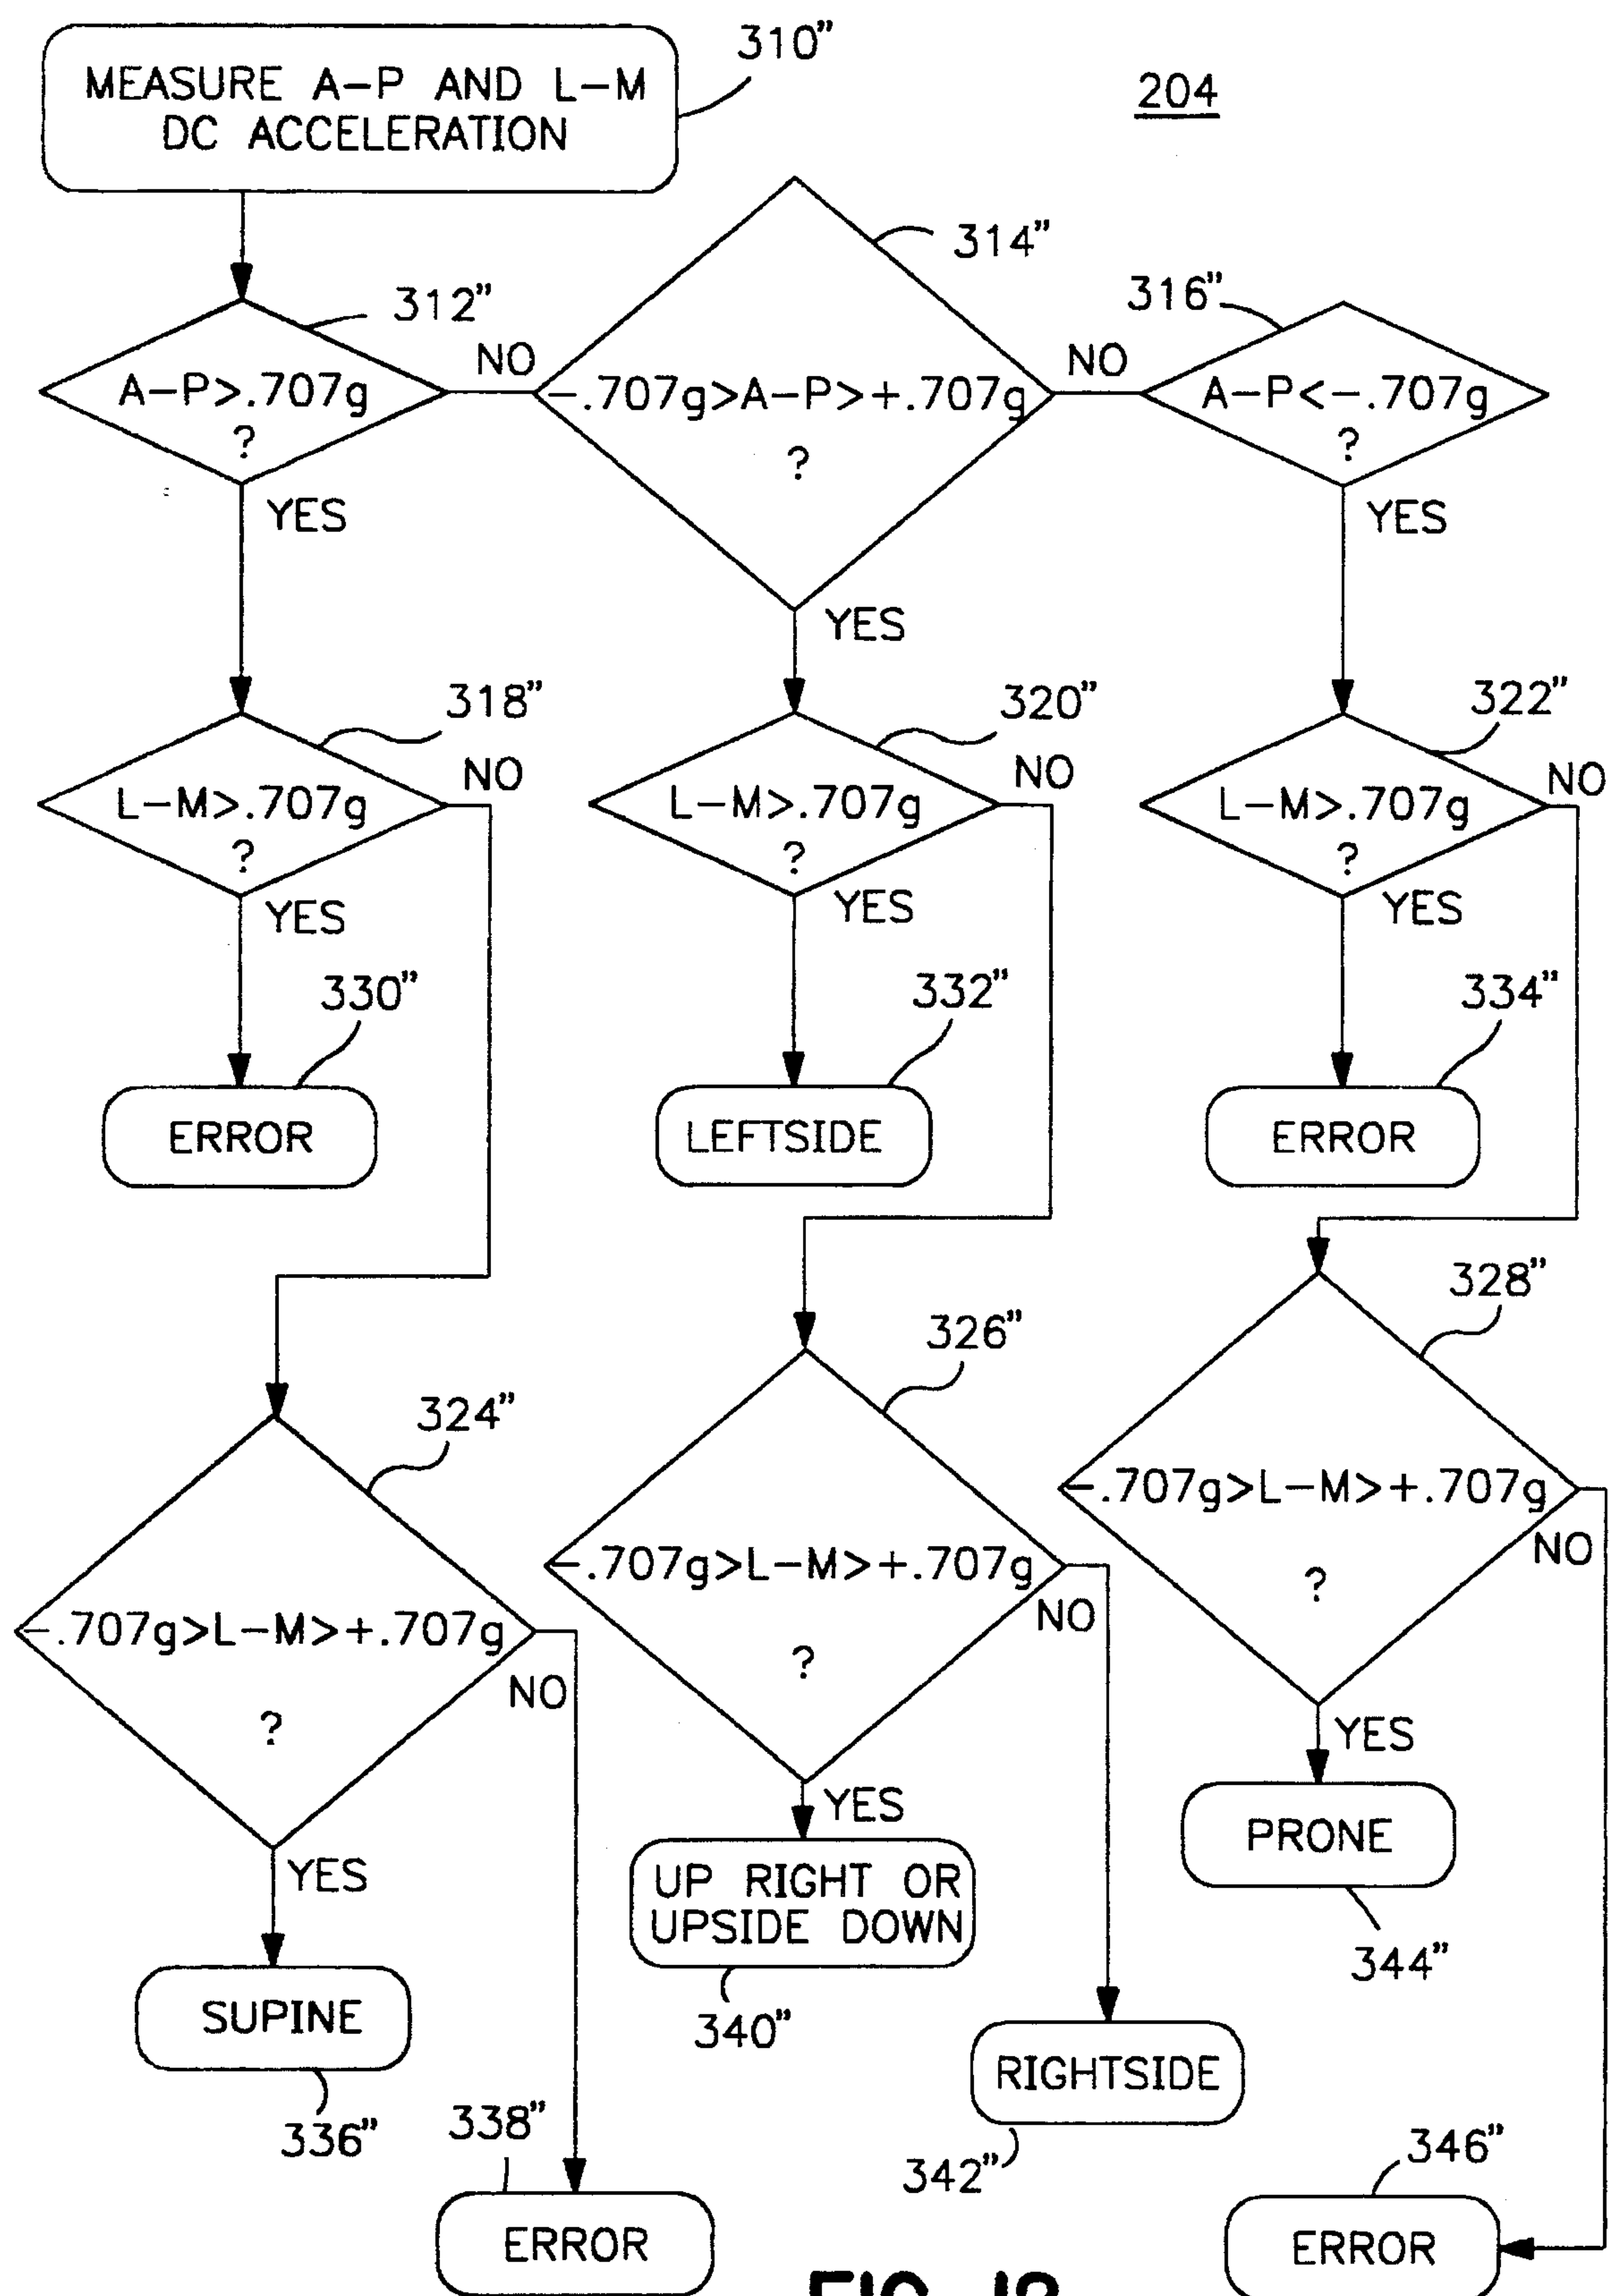 310”
MEASURE A-P AND L-M
DC ACCELERATION
204
314”
312”
316”
NO
NO
A-P>.707g
?
-.707g>A-P>+.707g
?
A-P<-.707g
?
YES
YES
YES
318”
320”
322”
NO
NO
NO
L-M>.707g
?
L-M>.707g
?
L-M>.707g
?
YES
YES
YES
330”
332”
334”
ERROR
LEFTSIDE
ERROR
328”
326”
324”
-.707g>L-M>+.707g
?
NO
-.707g>L-M>+.707g
?
NO
-.707g>L-M>+.707g
?
NO
YES
YES
YES
PRONE
344”
UP RIGHT OR
UPSIDE DOWN
340”
SUPINE
336”
RIGHTSIDE
342”
338”
346”
ERROR
ERROR